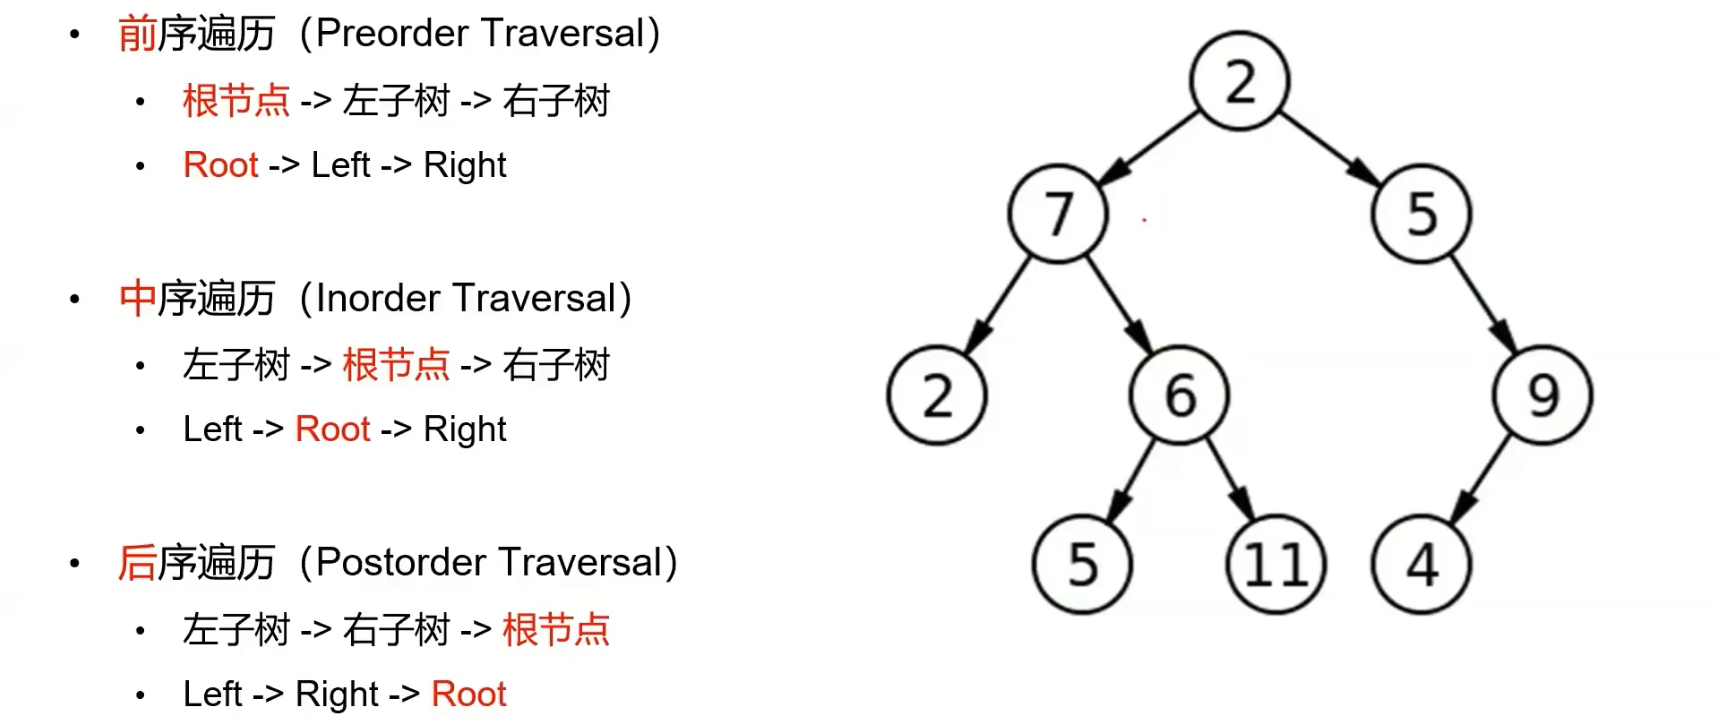 • 前序遍历（Preorder Traversal）
• 根节点 -> 左子树 -> 右子树
• Root -> Left -> Right
• 中序遍历（Inorder Traversal）
• 左子树 -> 根节点 -> 右子树
• Left -> Root -> Right
• 后序遍历（Postorder Traversal）
• 左子树 -> 右子树 -> 根节点
• Left -> Right -> Root
2
7 5
2 6 9
5 11 4